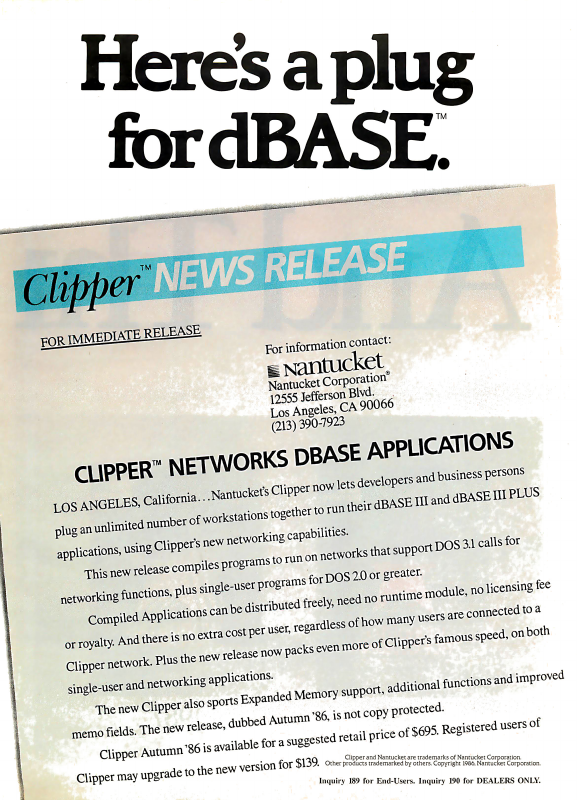 Here's a plug
for dBASE.™
Clipper™ NEWS RELEASE
FOR IMMEDIATE RELEASE
For information contact:
Nantucket
Nantucket Corporation®
12555 Jefferson Blvd.
Los Angeles, CA 90066
(213) 390-7923
CLIPPER™ NETWORKS DBASE APPLICATIONS
LOS ANGELES, California...Nantucket's Clipper now lets developers and business persons
plug an unlimited number of workstations together to run their dBASE III and dBASE III PLUS
applications, using Clipper's new networking capabilities.
This new release compiles programs to run on networks that support DOS 3.1 calls for
networking functions, plus single-user programs for DOS 2.0 or greater.
Compiled Applications can be distributed freely, need no runtime module, no licensing fee
or royalty. And there is no extra cost per user, regardless of how many users are connected to a
Clipper network. Plus the new release now packs even more of Clipper's famous speed, on both
single-user and networking applications.
The new Clipper also sports Expanded Memory support, additional functions and improved
memo fields. The new release, dubbed Autumn '86, is not copy protected.
Clipper Autumn '86 is available for a suggested retail price of $695. Registered users of
Clipper may upgrade to the new version for $139.
Clipper and Nantucket are trademarks of Nantucket Corporation.
Other products trademarked by others. Copyright 1986. Nantucket Corporation.
Inquiry 189 for End-Users. Inquiry 190 for DEALERS ONLY.